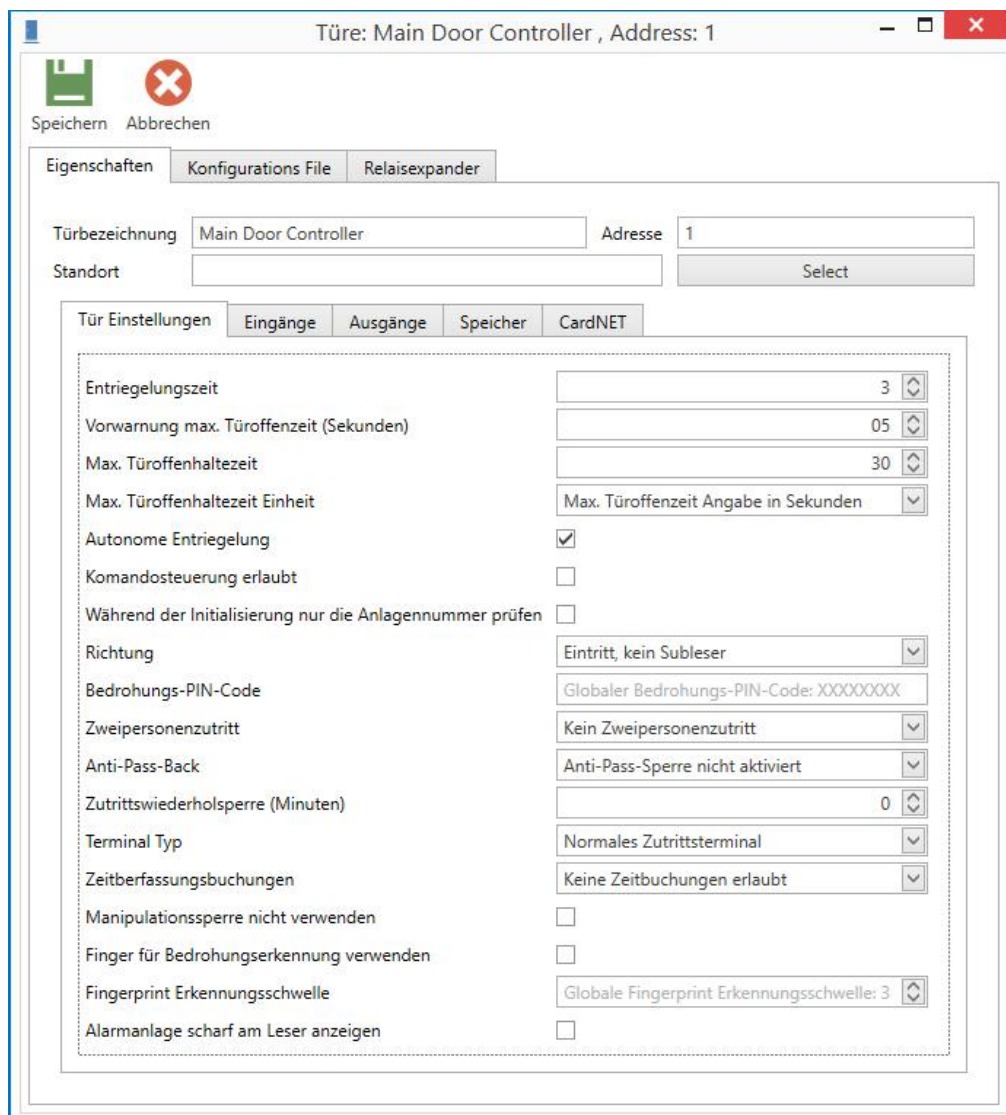 Türe: Main Door Controller , Address: 1
Speichern Abbrechen
Eigenschaften Konfigurations File Relaisexpander
Türbezeichnung Main Door Controller Adresse 1
Standort Select
Tür Einstellungen Eingänge Ausgänge Speicher CardNET
Entriegelungszeit 3
Vorwarnung max. Türoffenzeit (Sekunden) 05
Max. Türoffenhaltezeit 30
Max. Türoffenhaltezeit Einheit Max. Türoffenzeit Angabe in Sekunden
Autonome Entriegelung
Komandosteuerung erlaubt
Während der Initialisierung nur die Anlagennummer prüfen
Richtung Eintritt, kein Subleser
Bedrohungs-PIN-Code Globaler Bedrohungs-PIN-Code: XXXXXXXX
Zweipersonenzutritt Kein Zweipersonenzutritt
Anti-Pass-Back Anti-Pass-Sperre nicht aktiviert
Zutrittswiederholsperre (Minuten) 0
Terminal Typ Normales Zutrittsterminal
Zeitberfassungsbuchungen Keine Zeitbuchungen erlaubt
Manipulationssperre nicht verwenden
Finger für Bedrohungserkennung verwenden
Fingerprint Erkennungsschwelle Globale Fingerprint Erkennungsschwelle: 3
Alarmanlage scharf am Leser anzeigen